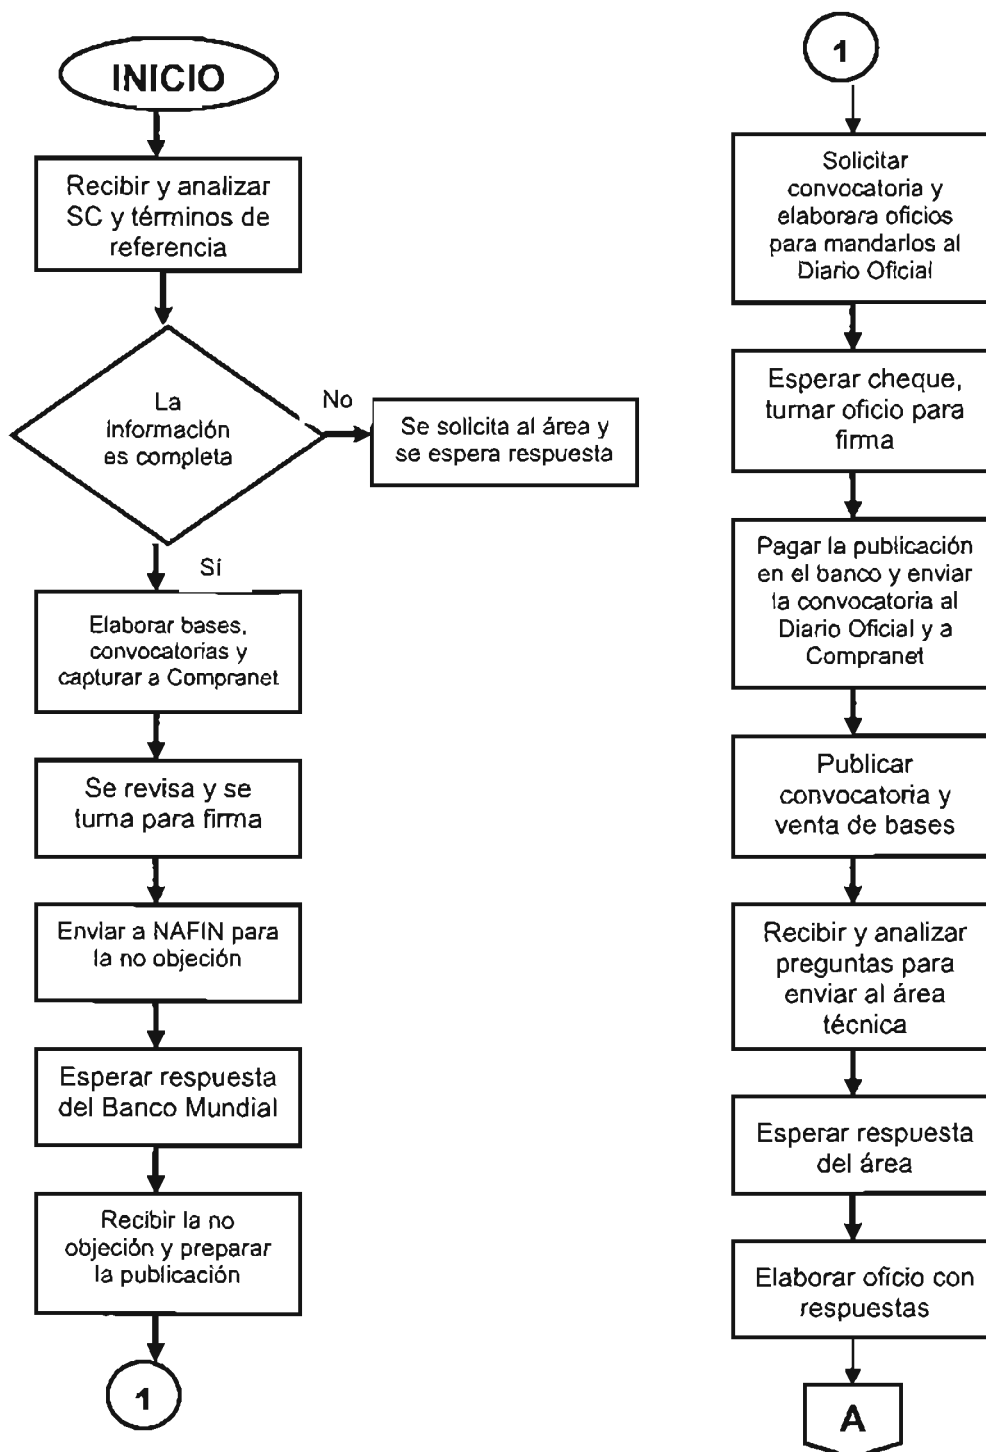 INICIO
Recibir y analizar
SC y términos de
referencia
La
información
es completa
No
Se solicita al área y
se espera respuesta
Sí
Elaborar bases,
convocatorias y
capturar a Compranet
Se revisa y se
turna para firma
Enviar a NAFIN para
la no objeción
Esperar respuesta
del Banco Mundial
Recibir la no
objeción y preparar
la publicación
1
1
Solicitar
convocatoria y
elaborara oficios
para mandarlos al
Diario Oficial
Esperar cheque,
turnar oficio para
firma
Pagar la publicación
en el banco y enviar
la convocatoria al
Diario Oficial y a
Compranet
Publicar
convocatoria y
venta de bases
Recibir y analizar
preguntas para
enviar al área
técnica
Esperar respuesta
del área
Elaborar oficio con
respuestas
A